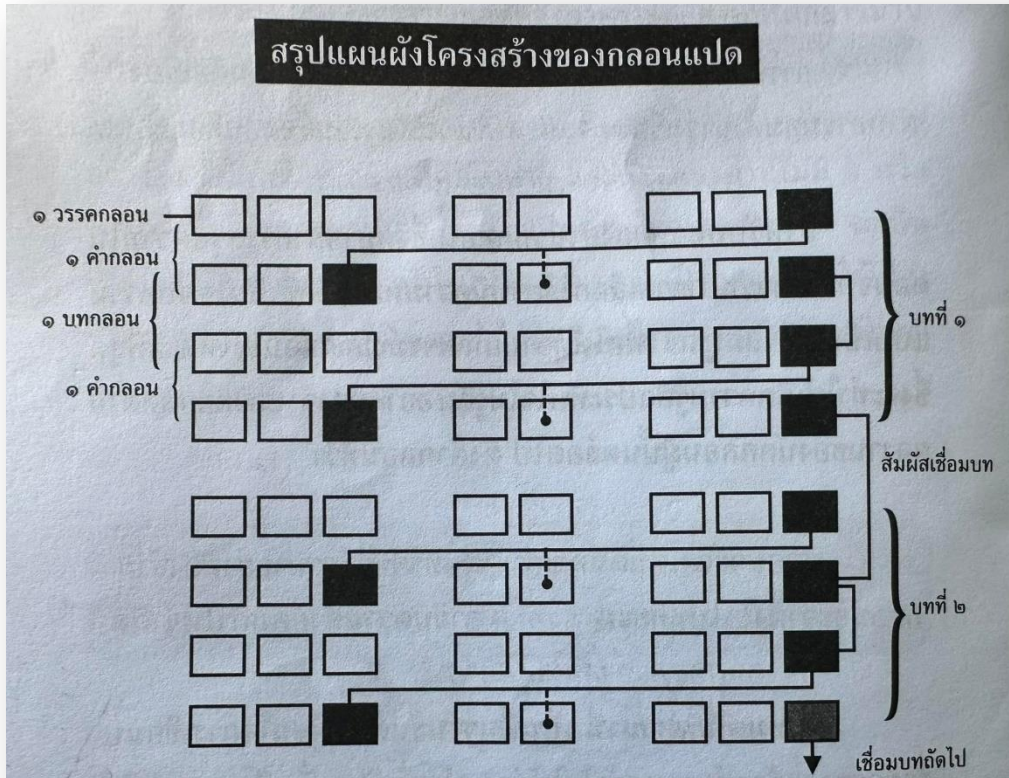 สรุปแผนผังโครงสร้างของกลอนแปด
๑ วรรคกลอน
๑ คำกลอน
๑ บทกลอน
บทที่ ๑
๑ คำกลอน
สัมผัสเชื่อมบท
บทที่ ๒
เชื่อมบทถัดไป